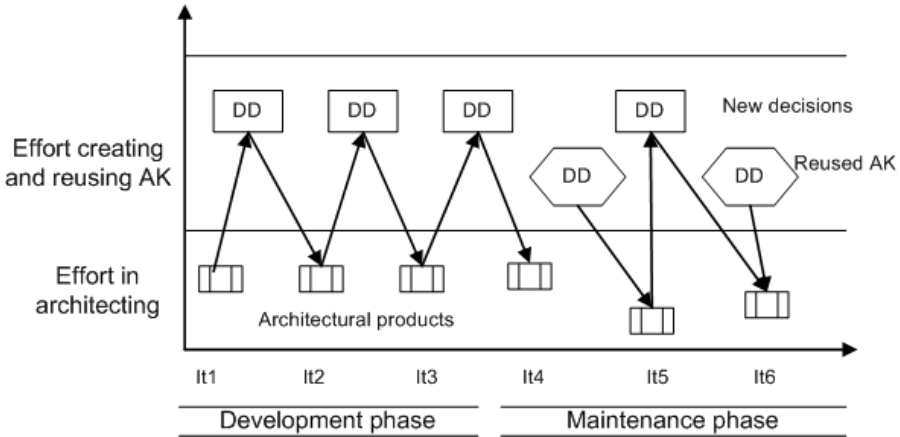 DD
DD
DD
DD
New decisions
Effort creating
and reusing AK
DD
DD
Reused AK
Effort in
architecting
Architectural products
It1
It2
It3
It4
It5
It6
Development phase
Maintenance phase